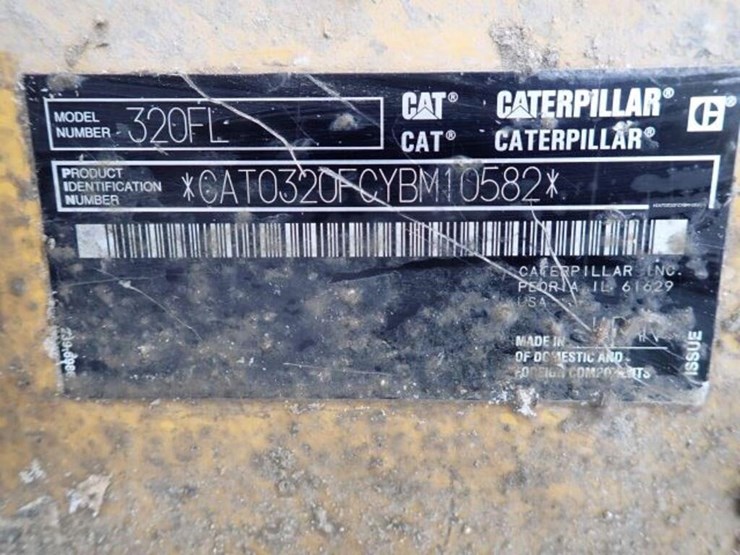 MODEL NUMBER 320FL
CAT® CATERPILLAR®
CAT® CATERPILLAR®
PRODUCT IDENTIFICATION NUMBER *CAT0320FCYBM10582*
CATERPILLAR INC.
PEORIA IL 61629
USA
MADE IN
OF DOMESTIC AND
FOREIGN COMPONENTS
ISSUE